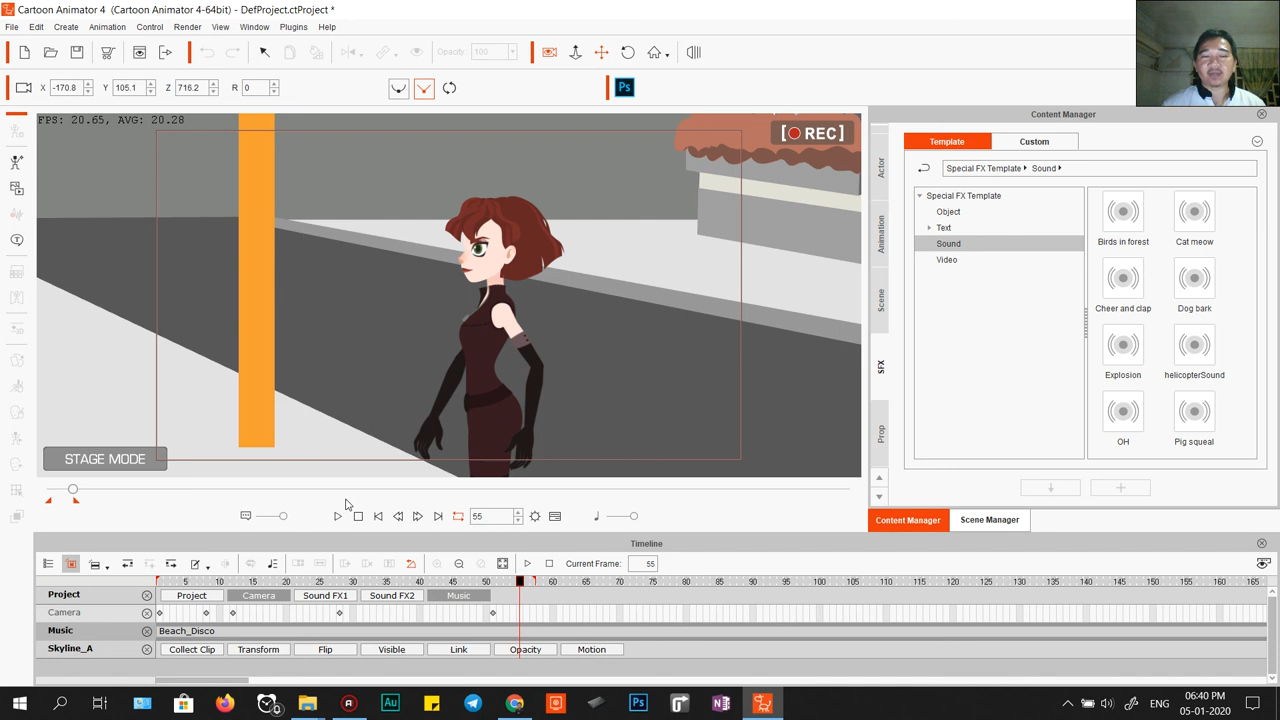 Cartoon Animator 4 (Cartoon Animator 4-64bit) - DefProject.ctProject *
File Edit Create Animation Control Render View Window Plugins Help
Opacity: 100
Ps
X -170.8 Y 105.1 Z 716.2 R 0
Ps
FPS: 20.65, AVG: 20.28
[ REC ]
STAGE MODE
Content Manager
Template Custom
Special FX Template Sound
Special FX Template
Object
Text
Sound
Video
Birds in forest Cat meow
Cheer and clap Dog bark
Explosion helicopterSound
OH Pig squeal
Actor
Animation
Scene
SFX
Prop
Content Manager Scene Manager
55
Timeline
Current Frame: 55
5 10 15 20 25 30 35 40 45 50 60 65 70 75 80 85 90 95 100 105 110 115 120 125 130 135 140 145 150 155 160 165
Project Project Camera Sound FX1 Sound FX2 Music
Camera
Music Beach_Disco
Skyline_A Collect Clip Transform Flip Visible Link Opacity Motion
Au Ps
ENG 06:40 PM
05-01-2020